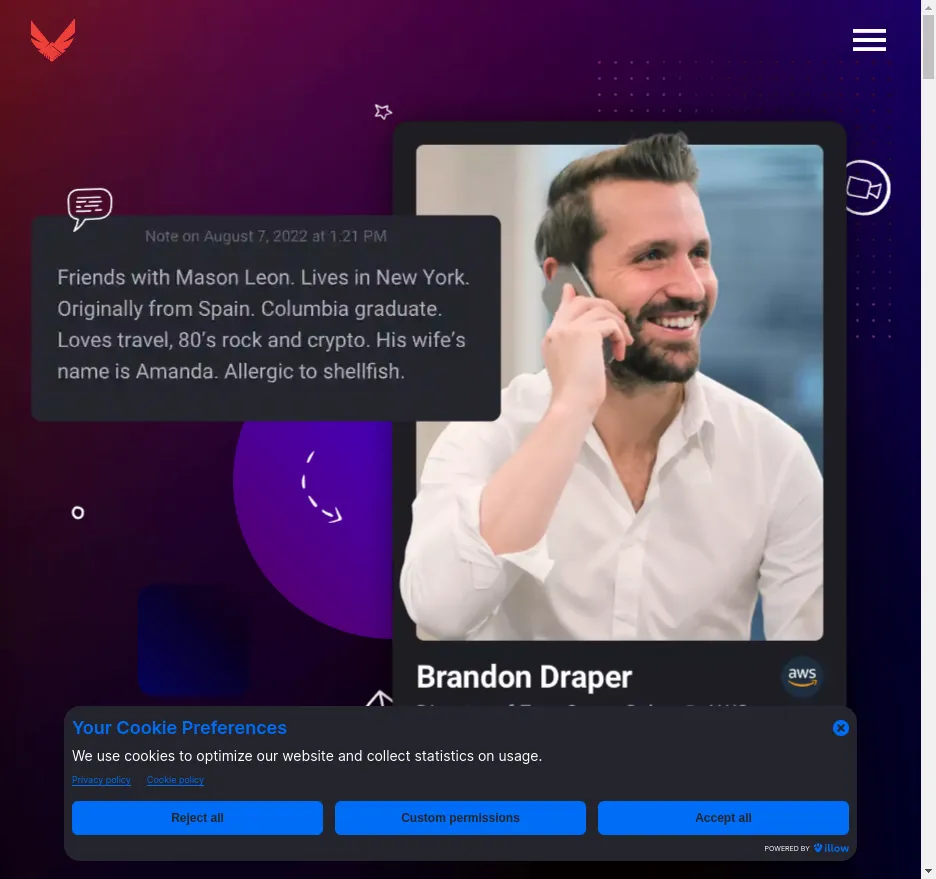 Note on August 7, 2022 at 1:21 PM
Friends with Mason Leon. Lives in New York.
Originally from Spain. Columbia graduate.
Loves travel, 80's rock and crypto. His wife's
name is Amanda. Allergic to shellfish.
Brandon Draper
aws
Your Cookie Preferences
We use cookies to optimize our website and collect statistics on usage.
Privacy policy Cookie policy
Reject all Custom permissions Accept all
POWERED BY illow